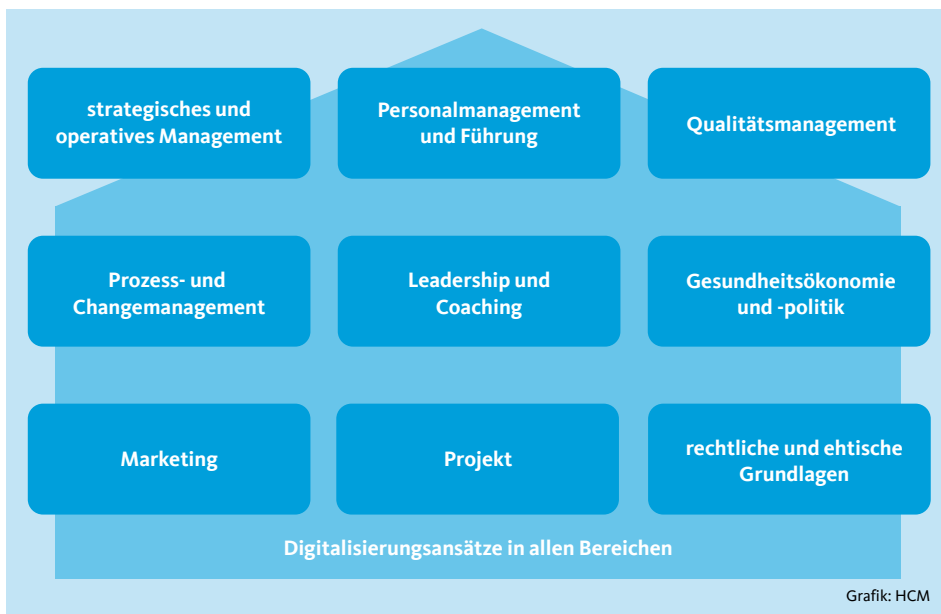 strategisches und
operatives Management
Personalmanagement
und Führung
Qualitätsmanagement
Prozess- und
Changemanagement
Leadership und
Coaching
Gesundheitsökonomie
und -politik
Marketing
Projekt
rechtliche und ehtische
Grundlagen
Digitalisierungsansätze in allen Bereichen
Grafik: HCM